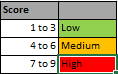 Score
1 to 3 Low
4 to 6 Medium
7 to 9 High